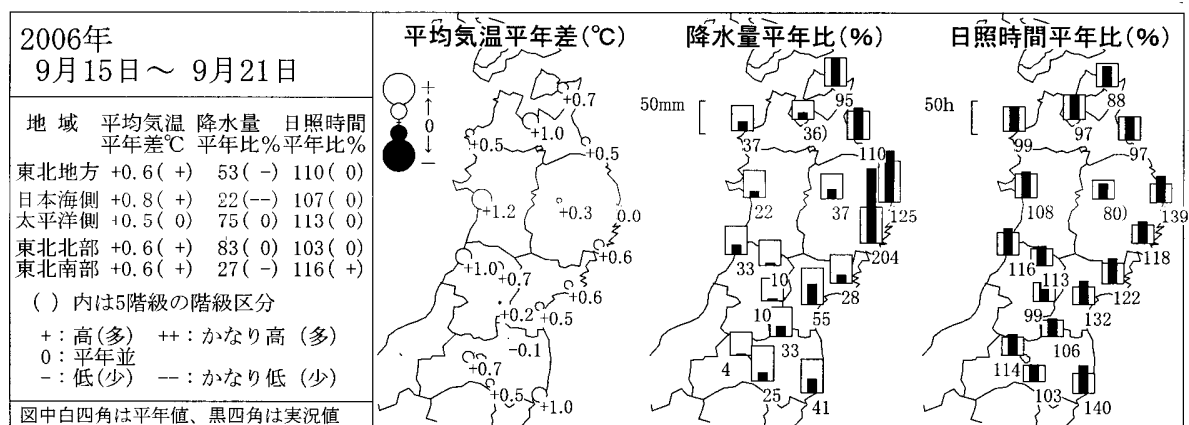 2006年
9月15日～ 9月21日
地 域 平均気温 降水量 日照時間
平年差℃ 平年比% 平年比%
東北地方 +0.6( +) 53( -) 110( 0)
日本海側 +0.8( +) 22(--) 107( 0)
太平洋側 +0.5( 0) 75( 0) 113( 0)
東北北部 +0.6( +) 83( 0) 103( 0)
東北南部 +0.6( +) 27( -) 116( +)
( ) 内は5階級の階級区分
+：高(多) ++：かなり高 (多)
0：平年並
-：低(少) --：かなり低 (少)
図中白四角は平年値、黒四角は実況値
平均気温平年差(℃)
+
↑
0
↓
-
+0.7
+1.0
+0.5
+0.5
+1.2
+0.3
0.0
+0.6
+1.0
+0.7
+0.6
+0.2
+0.5
-0.1
+0.7
+0.5
+1.0
降水量平年比(%)
50mm
95
36)
37
110
22
37
125
204
33
10
28
10
55
33
4
25
41
日照時間平年比(%)
50h
88
97
99
97
108
80)
139
118
116
113
122
99
132
106
114
103
140